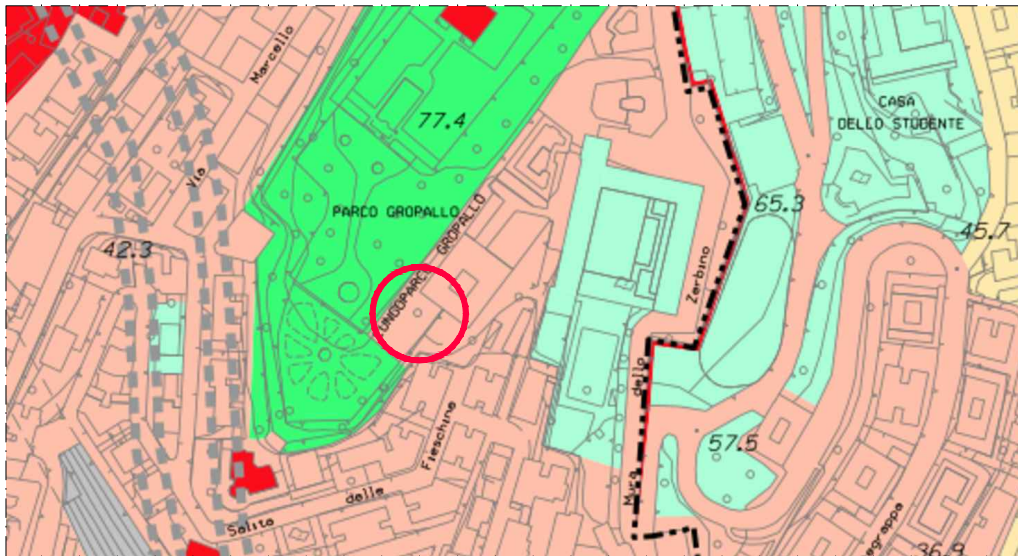 Marcello
CASA
DELLO STUDENTE
77.4
Via
PARCO GROPALLO
GROPALLO
65.3
45.7
42.3
Zerbino
dello
Mura
Fieschine
57.5
delle
Salita
36.9